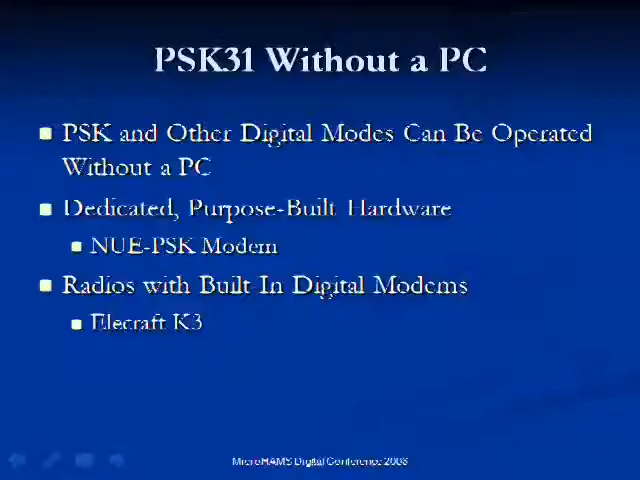 PSK31 Without a PC
PSK and Other Digital Modes Can Be Operated
Without a PC
Dedicated, Purpose-Built Hardware
NUE-PSK Modem
Radios with Built In Digital Modems
Elecraft K3
MicroHAMS Digital Conference 2008